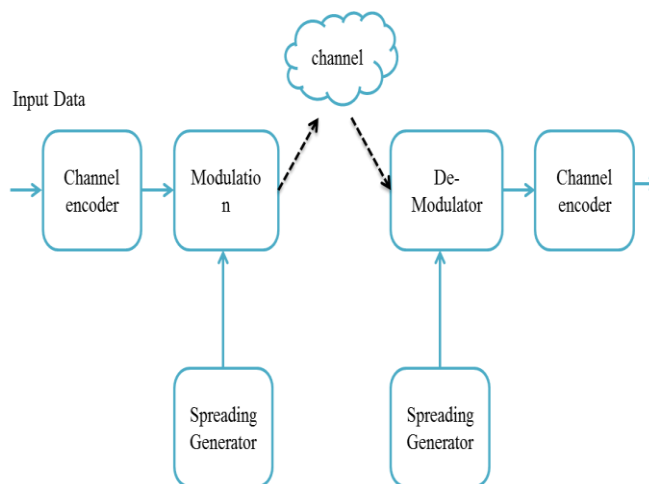 channel
Input Data
Channel
encoder
Modulatio
n
De-
Modulator
Channel
encoder
Spreading
Generator
Spreading
Generator